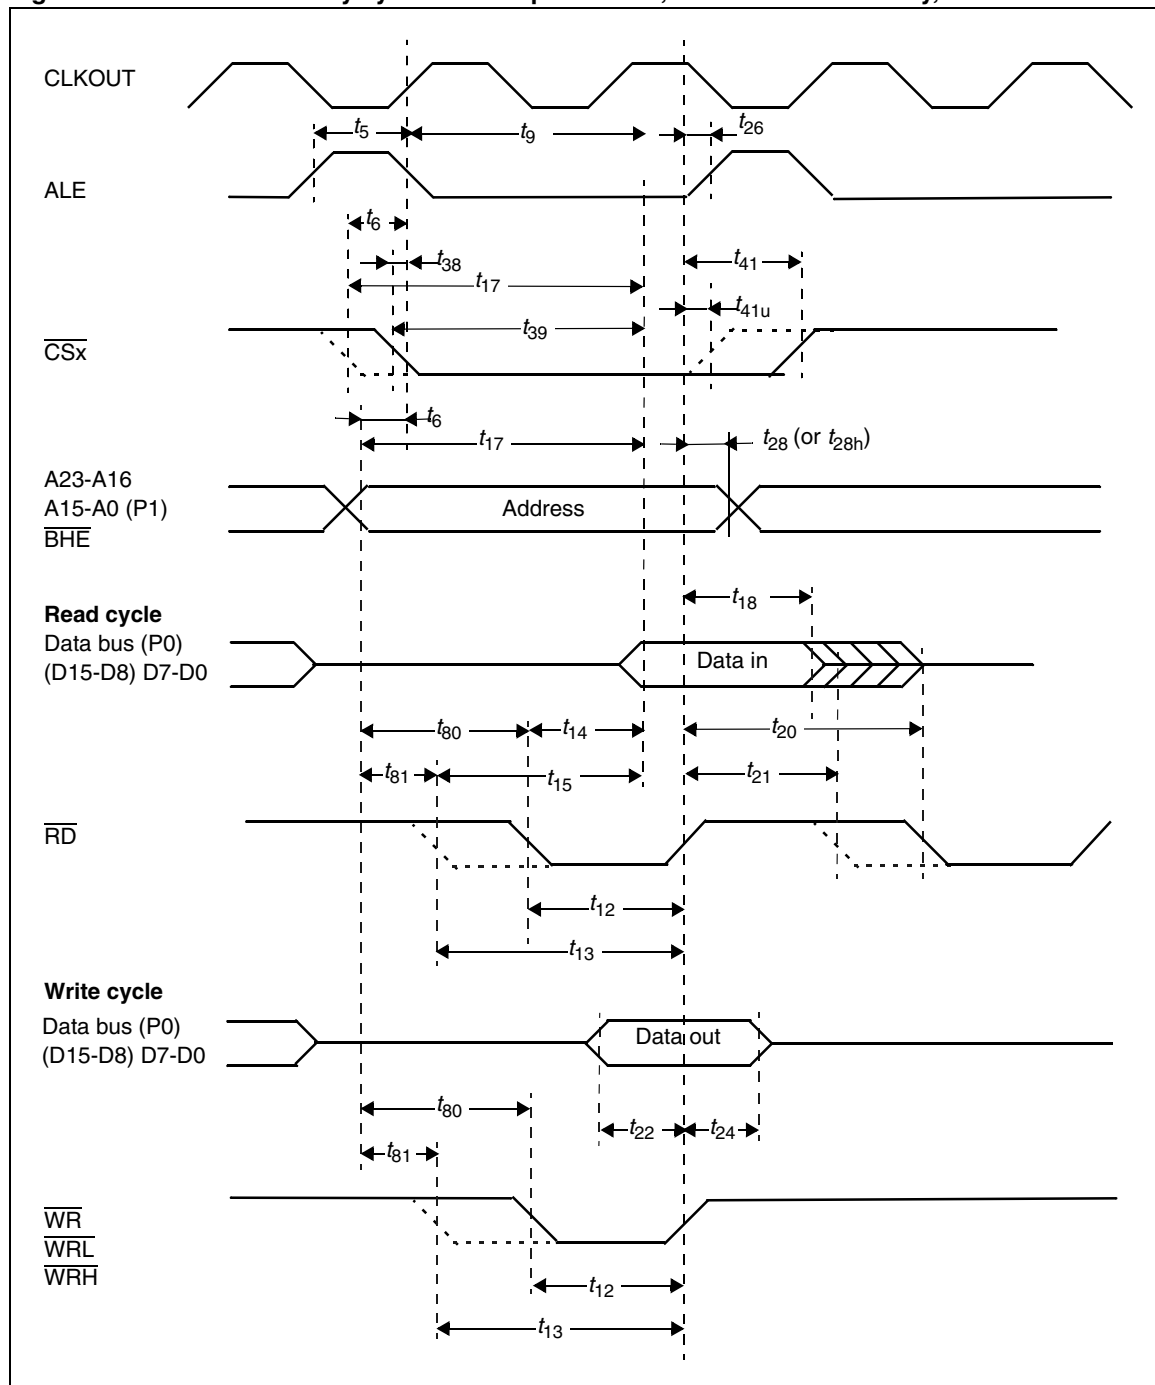 CLKOUT
t5
t9
t26
ALE
t6
t38
t17
t41
t41u
t39
CSx
t6
t17
t28 (or t28h)
A23-A16
A15-A0 (P1)
Address
BHE
t18
Read cycle
Data bus (P0)
Data in
(D15-D8) D7-D0
t80
t14
t20
t81
t15
t21
RD
t12
t13
Write cycle
Data bus (P0)
Data out
(D15-D8) D7-D0
t80
t22
t24
t81
WR
WRL
WRH
t12
t13